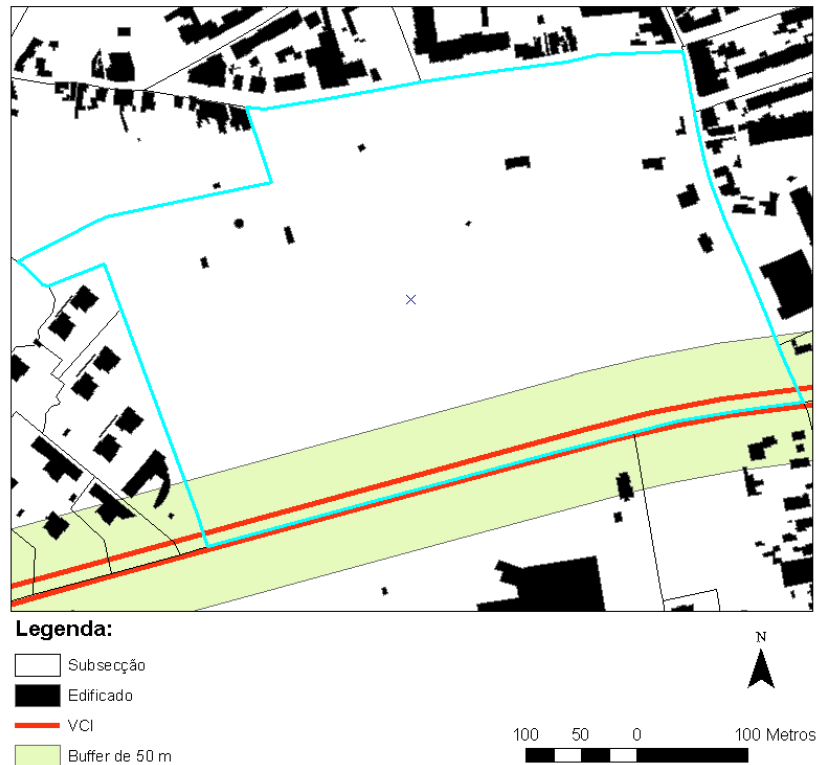 Legenda:
Subsecção
Edificado
VCI
Buffer de 50 m
N
100 50 0 100 Metros